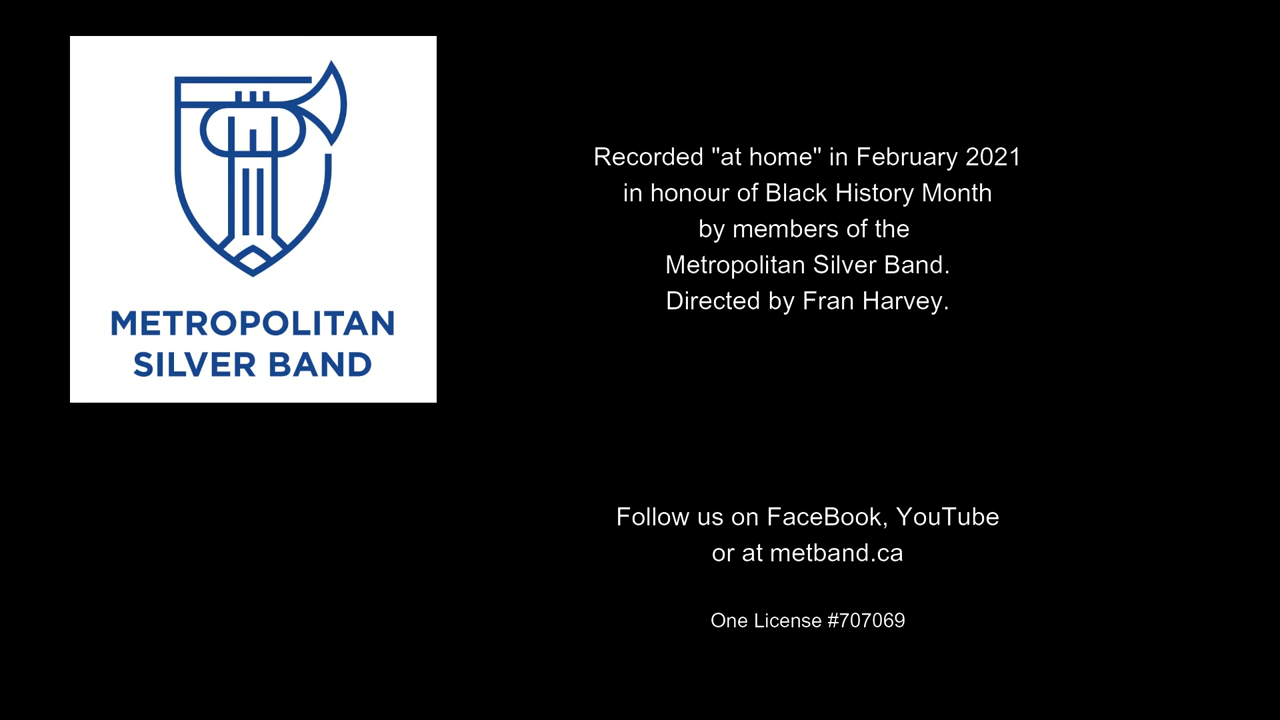 METROPOLITAN
SILVER BAND
Recorded "at home" in February 2021
in honour of Black History Month
by members of the
Metropolitan Silver Band.
Directed by Fran Harvey.
Follow us on FaceBook, YouTube
or at metband.ca
One License #707069